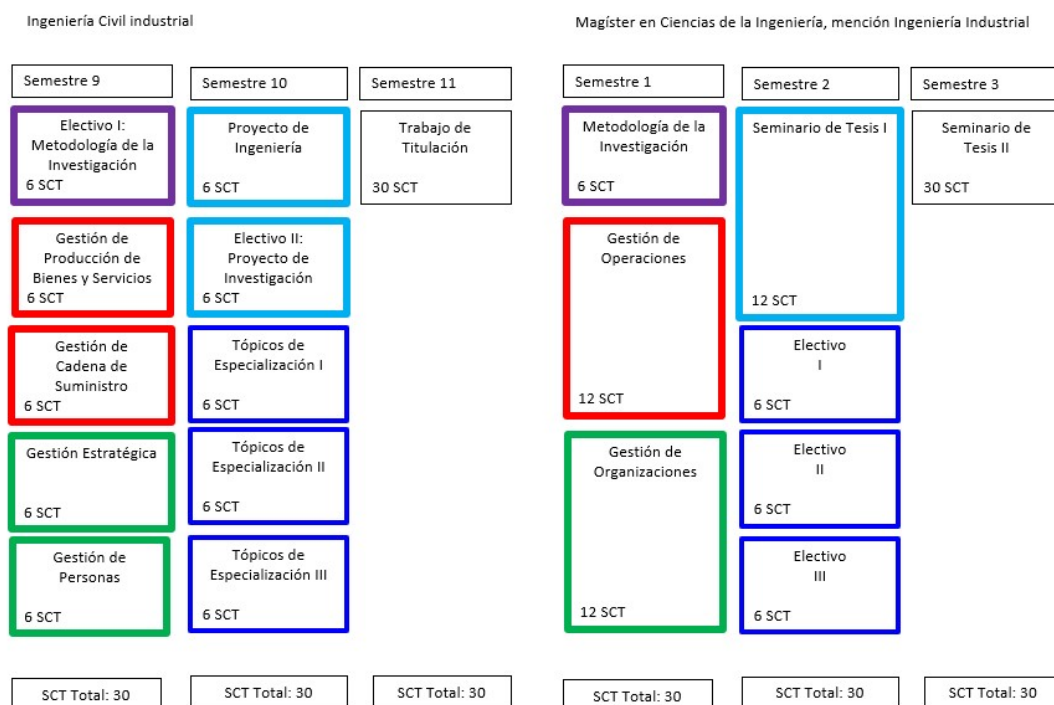 Ingeniería Civil industrial
Semestre 9
Electivo I:
Metodología de la
Investigación
6 SCT
Gestión de
Producción de
Bienes y Servicios
6 SCT
Gestión de
Cadena de
Suministro
6 SCT
Gestión Estratégica
6 SCT
Gestión de
Personas
6 SCT
SCT Total: 30
Semestre 10
Proyecto de
Ingeniería
6 SCT
Electivo II:
Proyecto de
Investigación
6 SCT
Tópicos de
Especialización I
6 SCT
Tópicos de
Especialización II
6 SCT
Tópicos de
Especialización III
6 SCT
SCT Total: 30
Semestre 11
Trabajo de
Titulación
30 SCT
SCT Total: 30
Magíster en Ciencias de la Ingeniería, mención Ingeniería Industrial
Semestre 1
Metodología de la
Investigación
6 SCT
Gestión de
Operaciones
12 SCT
Gestión de
Organizaciones
12 SCT
SCT Total: 30
Semestre 2
Seminario de Tesis I
12 SCT
Electivo
I
6 SCT
Electivo
II
6 SCT
Electivo
III
6 SCT
SCT Total: 30
Semestre 3
Seminario de
Tesis II
30 SCT
SCT Total: 30